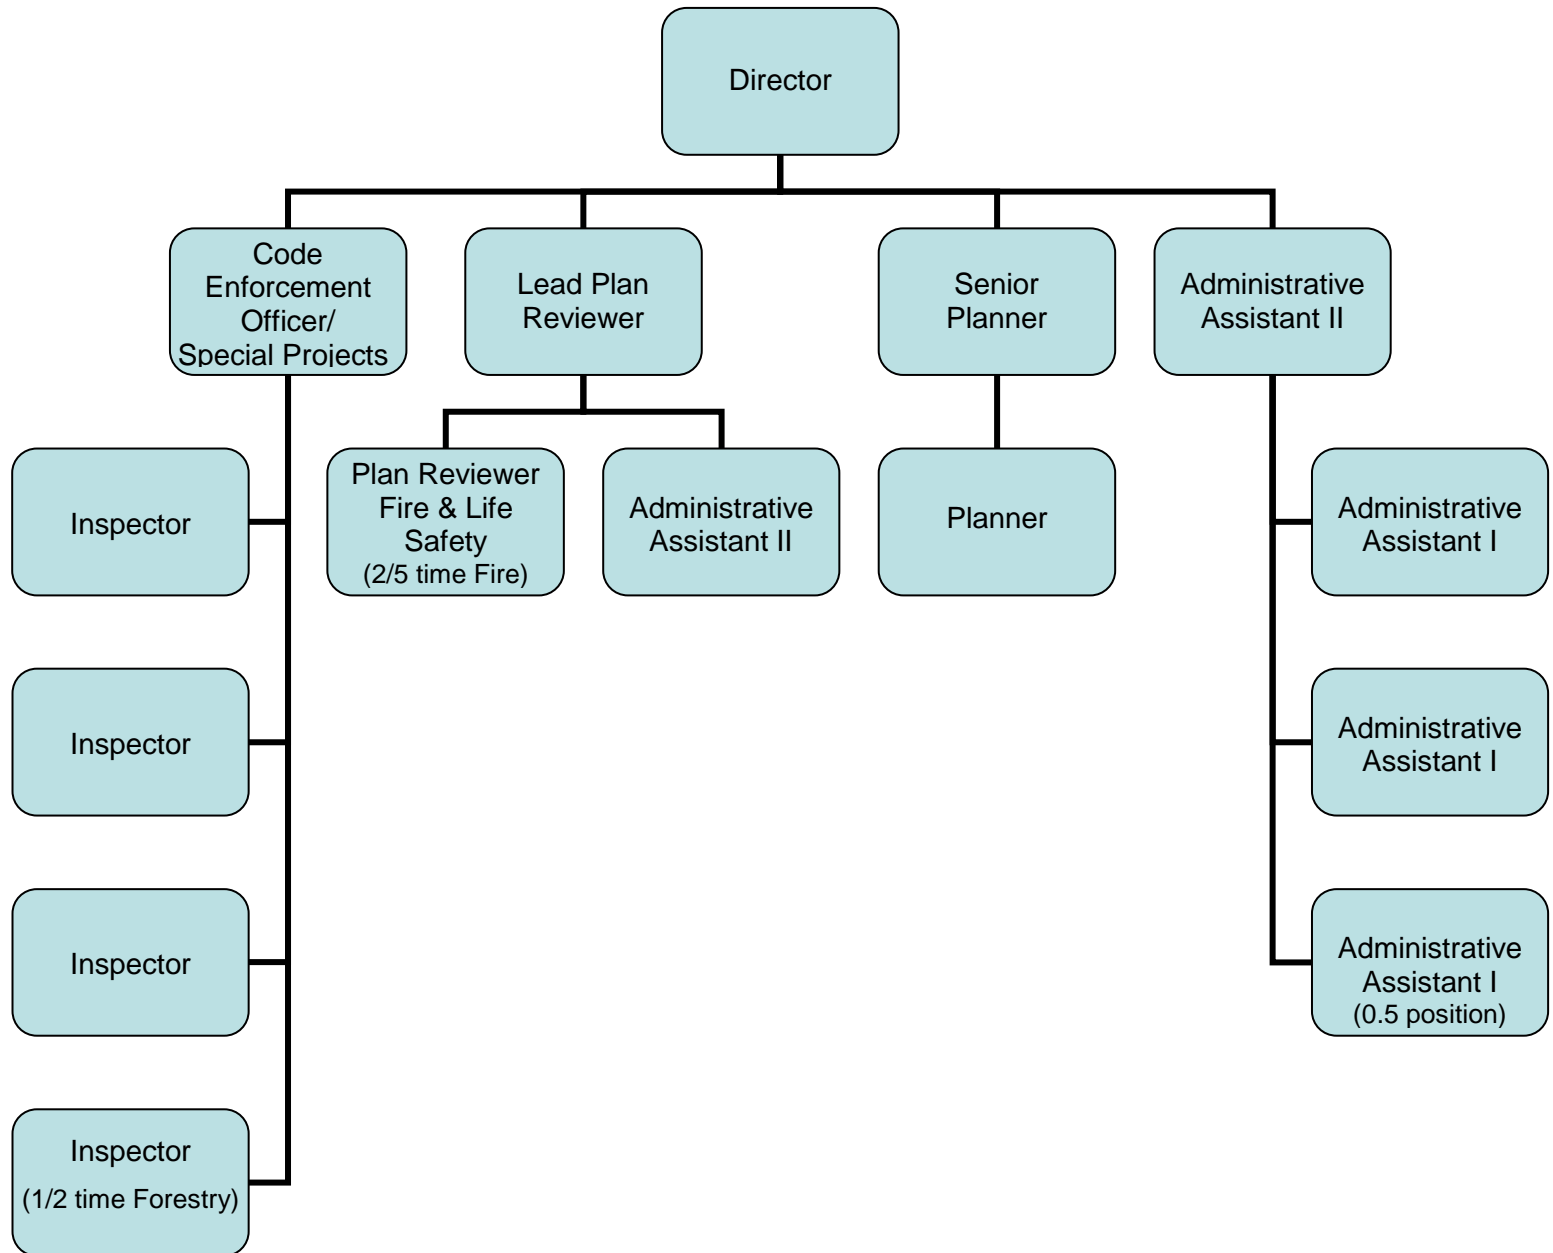 Director
Code
Enforcement
Officer/
Special Projects
Lead Plan
Reviewer
Senior
Planner
Administrative
Assistant II
Inspector
Plan Reviewer
Fire & Life
Safety
(2/5 time Fire)
Administrative
Assistant II
Planner
Administrative
Assistant I
Inspector
Administrative
Assistant I
Inspector
Administrative
Assistant I
(0.5 position)
Inspector
(1/2 time Forestry)